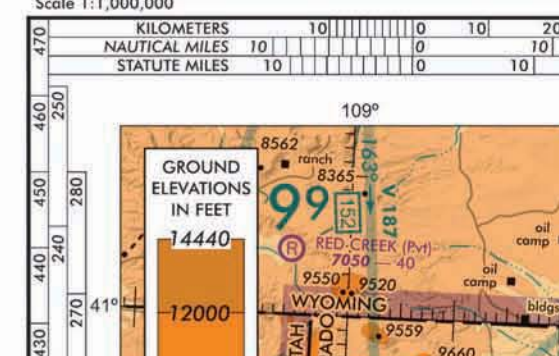 Scale 1:1,000,000
KILOMETERS 10 0 10 20
NAUTICAL MILES 10 0 10
STATUTE MILES 10 0 10
470
460
450
440
430
250
240
280
270
109°
41°
GROUND
ELEVATIONS
IN FEET
14440
12000
8562
ranch
8365
163°
V 187
99
152
R RED CREEK (Pvt)
7050 — 40
oil
camp
oil
camp
9550 9520
WYOMING
bldgs
UTAH
9559
9660